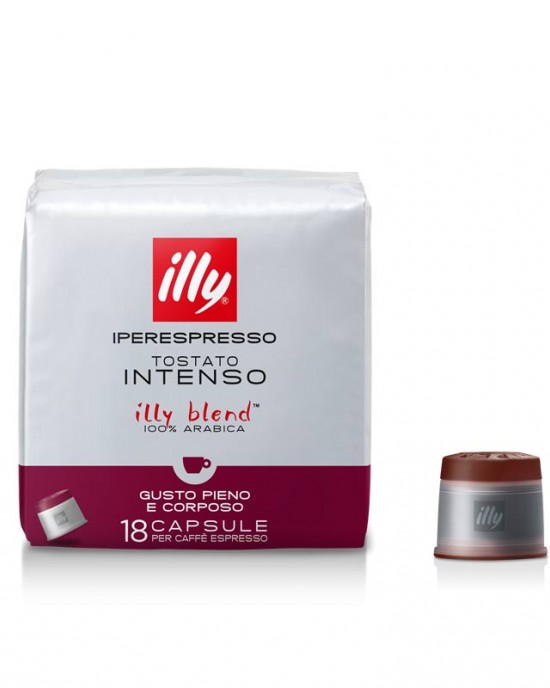 illy®
IPERESPRESSO
TOSTATO
INTENSO
illy blend™
100% ARABICA
GUSTO PIENO
E CORPOSO
18 CAPSULE
PER CAFFÈ ESPRESSO
illy